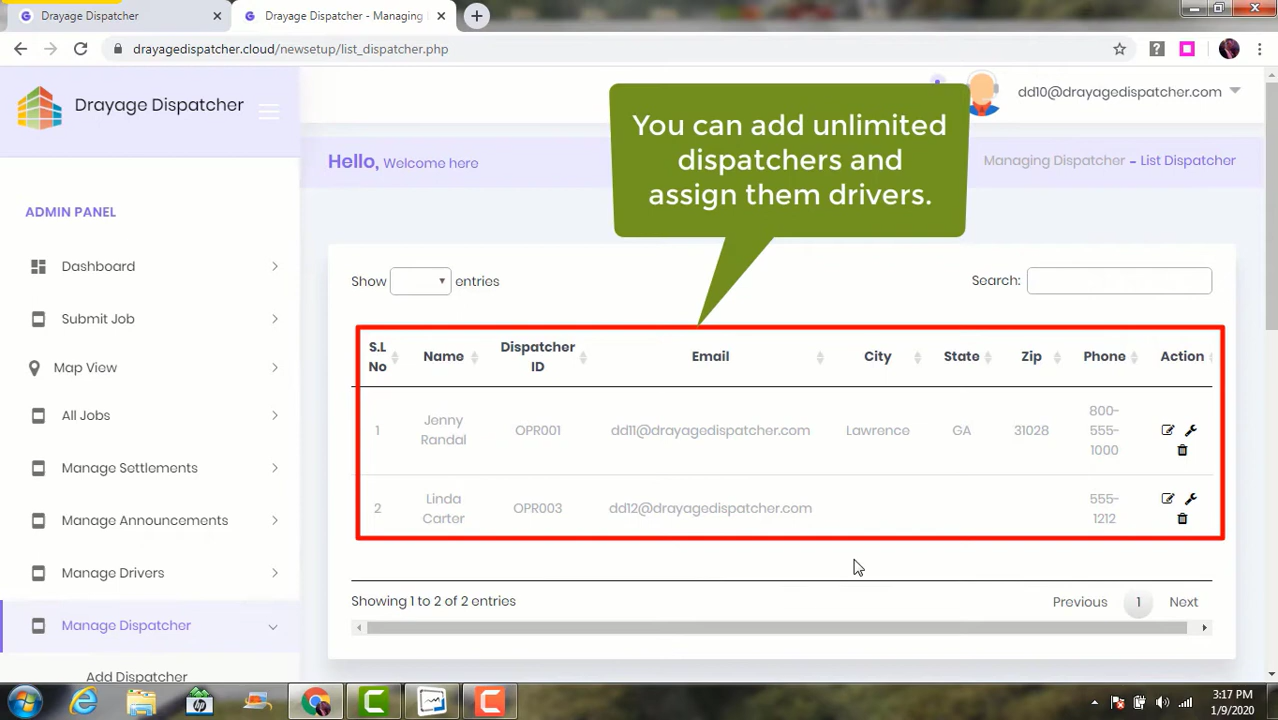 Drayage Dispatcher
Drayage Dispatcher - Managing
drayagedispatcher.cloud/newsetup/list_dispatcher.php
Drayage Dispatcher
dd10@drayagedispatcher.com
You can add unlimited
dispatchers and
assign them drivers.
Hello, Welcome here
Managing Dispatcher - List Dispatcher
ADMIN PANEL
Dashboard
Submit Job
Map View
All Jobs
Manage Settlements
Manage Announcements
Manage Drivers
Manage Dispatcher
Add Dispatcher
Show entries
Search:
S.L No Name Dispatcher ID Email City State Zip Phone Action
1 Jenny Randal OPR001 dd11@drayagedispatcher.com Lawrence GA 31028 800-555-1000
2 Linda Carter OPR003 dd12@drayagedispatcher.com 555-1212
Showing 1 to 2 of 2 entries
Previous 1 Next
3:17 PM
1/9/2020